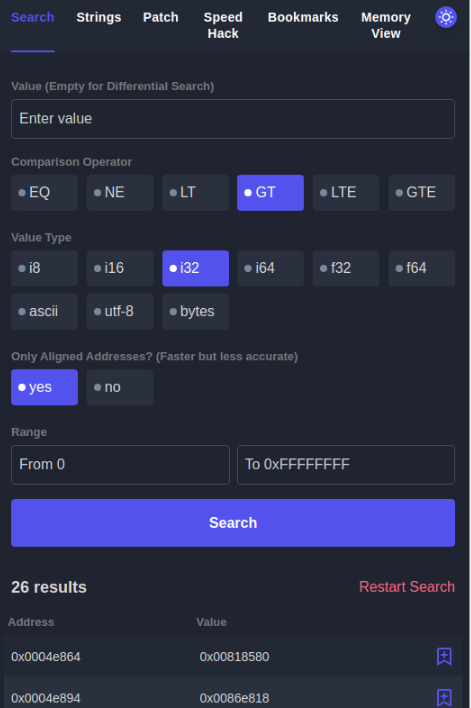 Search Strings Patch Speed Hack Bookmarks Memory View
Value (Empty for Differential Search)
Enter value
Comparison Operator
EQ NE LT GT LTE GTE
Value Type
i8 i16 i32 i64 f32 f64
ascii utf-8 bytes
Only Aligned Addresses? (Faster but less accurate)
yes no
Range
From 0 To 0xFFFFFFFF
Search
26 results Restart Search
Address Value
0x0004e864 0x00818580
0x0004e894 0x0086e818